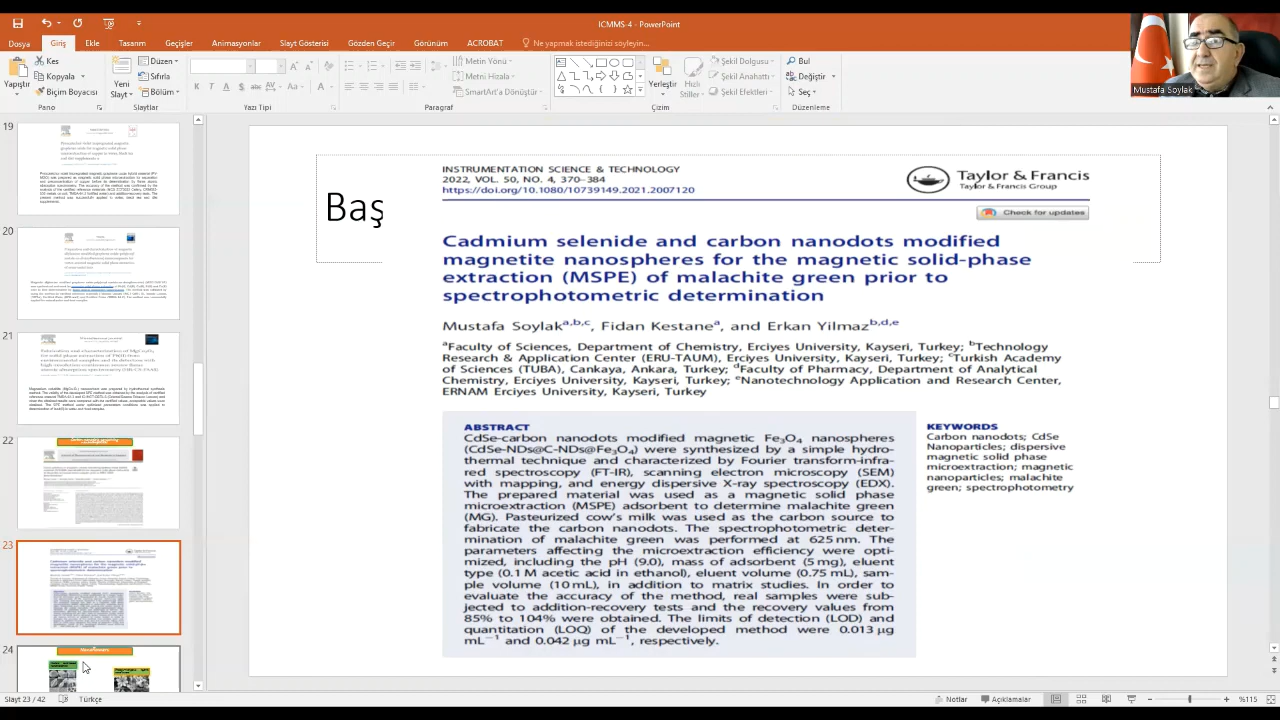 ICMMS-4 - PowerPoint
Dosya Giriş Ekle Tasarım Geçişler Animasyonlar Slayt Gösterisi Gözden Geçir Görünüm ACROBAT Ne yapmak istediğinizi söyleyin...
Yapıştır
Kes
Kopyala
Biçim Boyacısı
Pano
Yeni
Slayt
Düzen
Sıfırla
Bölüm
Slaytlar
K T A S abc AV Aa A
Yazı Tipi
Metin Yönü
Metni Hizala
SmartArt'a Dönüştür
Paragraf
Yerleştir
Hızlı
Stiller
Şekil Dolgusu
Şekil Anahattı
Şekil Efektleri
Çizim
Bul
Değiştir
Seç
Düzenleme
Mustafa Soylak
19
20
21
22
23
24
Baş
INSTRUMENTATION SCIENCE & TECHNOLOGY
2022, VOL. 50, NO. 4, 370–384
https://doi.org/10.1080/10739149.2021.2007120
Taylor & Francis
Taylor & Francis Group
Check for updates
Cadmium selenide and carbon nanodots modified
magnetite nanospheres for the magnetic solid-phase
extraction (MSPE) of malachite green prior to
spectrophotometric determination
Mustafa Soylak a,b,c, Fidan Kestane a, and Erkan Yilmaz b,d,e
aFaculty of Sciences, Department of Chemistry, Erciyes University, Kayseri, Turkey; bTechnology
Research & Application Center (ERU-TAUM), Erciyes University, Kayseri, Turkey; cTurkish Academy
of Sciences (TUBA), Cankaya, Ankara, Turkey; dFaculty of Pharmacy, Department of Analytical
Chemistry, Erciyes University, Kayseri, Turkey; eNanotechnology Application and Research Center,
ERNAM Erciyes University, Kayseri, Turkey
ABSTRACT
CdSe-carbon nanodots modified magnetic Fe3O4 nanospheres
(CdSe-NDs@C-NDs@Fe3O4) were synthesized by a simple hydro-
thermal technique and characterized by Fourier transform-infra-
red spectroscopy (FT-IR), scanning electron microscopy (SEM)
with mapping, and energy dispersive X-ray spectroscopy (EDX).
The prepared material was used as a magnetic solid phase
microextraction (MSPE) adsorbent to determine malachite green
(MG). Pasteurized cow's milk was used as the carbon source to
fabricate the carbon nanodots. The spectrophotometric deter-
mination of malachite green was performed at 625 nm. The
parameters affecting the microextraction efficiency were opti-
mized including the pH (9.0), mass of adsorbent (5 mg), eluent
type (0.1 M acetic acid in ethanol), eluent volume (0.75 mL), sam-
ple volume (10 mL), in addition to matrix studies. In order to
evaluate the accuracy of the method, real samples were sub-
jected to addition-recovery tests and the recovery values from
85% to 104% were obtained. The limits of detection (LOD) and
quantitation (LOQ) of the developed method were 0.013 µg
mL−1 and 0.042 µg mL−1, respectively.
KEYWORDS
Carbon nanodots; CdSe
Nanoparticles; dispersive
magnetic solid phase
microextraction; magnetic
nanoparticles; malachite
green; spectrophotometry
Slayt 23 / 42 Türkçe Notlar Açıklamalar %115